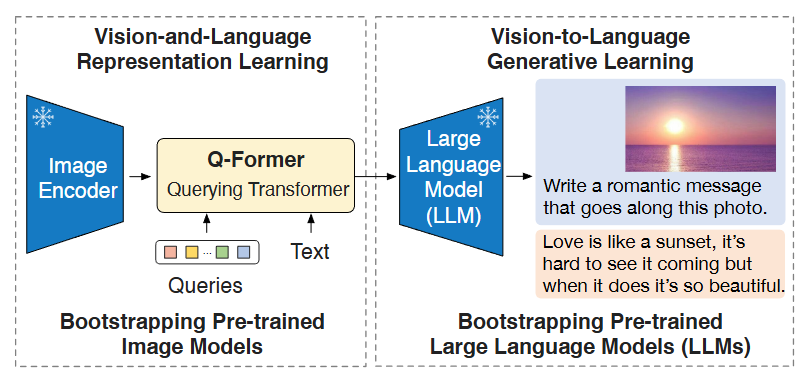 Vision-and-Language
Representation Learning
Image
Encoder
Q-Former
Querying Transformer
...
Queries
Text
Bootstrapping Pre-trained
Image Models
Vision-to-Language
Generative Learning
Large
Language
Model
(LLM)
Write a romantic message
that goes along this photo.
Love is like a sunset, it's
hard to see it coming but
when it does it's so beautiful.
Bootstrapping Pre-trained
Large Language Models (LLMs)